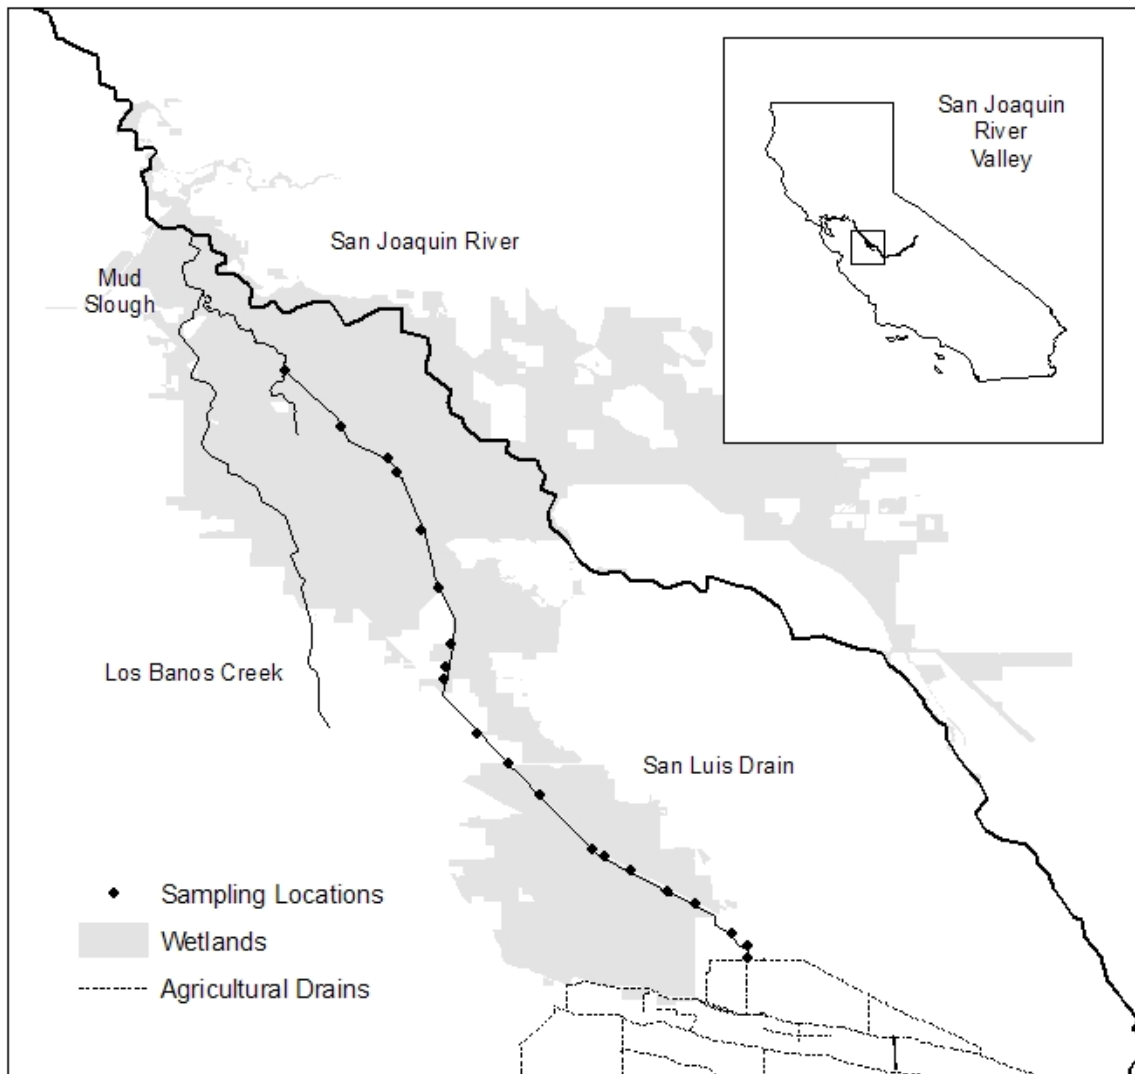 San Joaquin
River
Valley
San Joaquin River
Mud
Slough
Los Banos Creek
San Luis Drain
Sampling Locations
Wetlands
Agricultural Drains